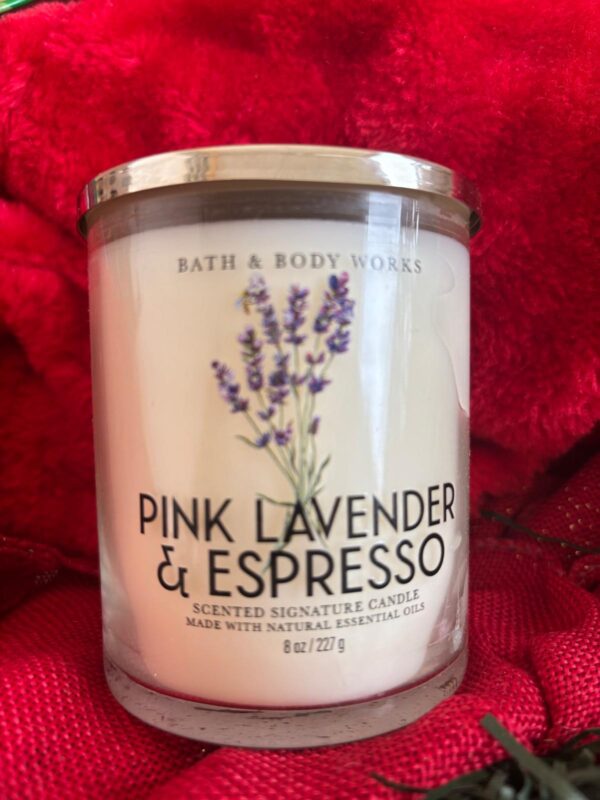 BATH & BODY WORKS
PINK LAVENDER
& ESPRESSO
SCENTED SIGNATURE CANDLE
MADE WITH NATURAL ESSENTIAL OILS
8 oz / 227 g